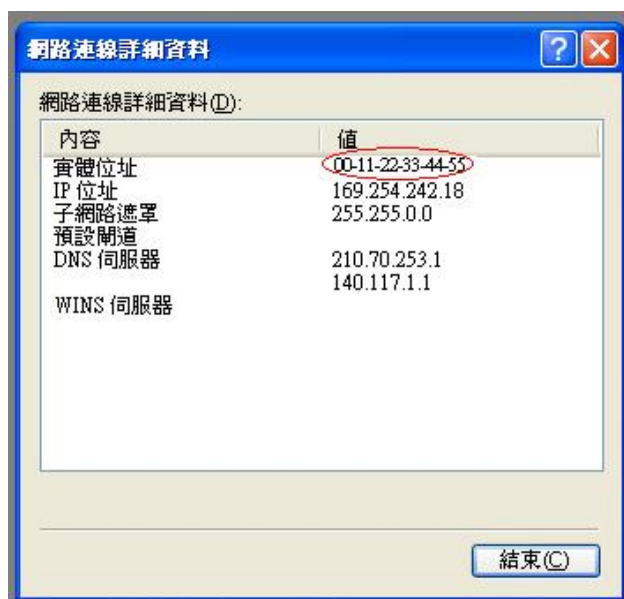 網路連線詳細資料
網路連線詳細資料(D):
內容 值
實體位址 00-11-22-33-44-55
IP 位址 169.254.242.18
子網路遮罩 255.255.0.0
預設閘道
DNS 伺服器 210.70.253.1
140.117.1.1
WINS 伺服器
結束(C)